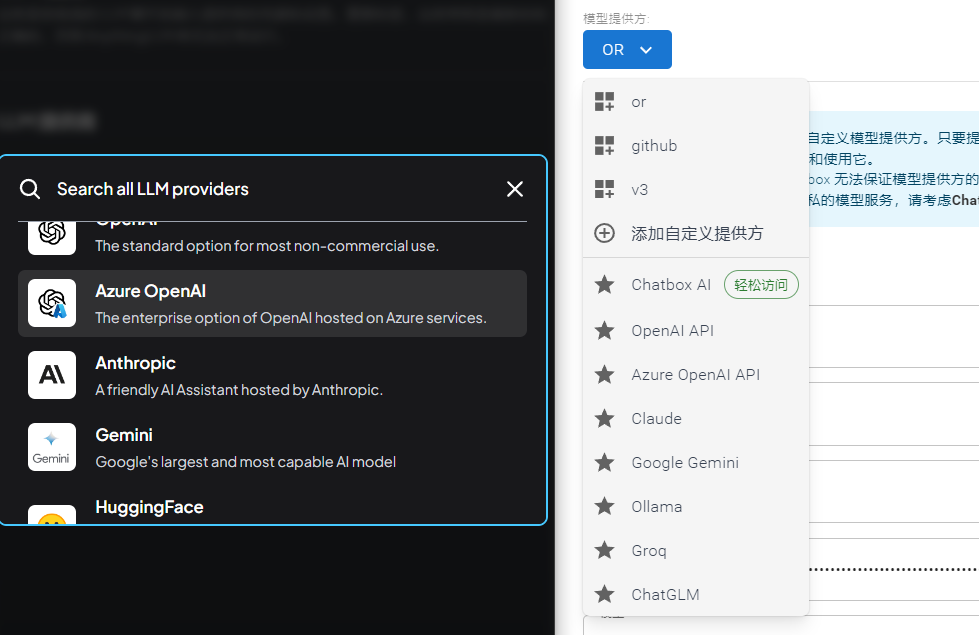 Search all LLM providers
OpenAI
The standard option for most non-commercial use.
Azure OpenAI
The enterprise option of OpenAI hosted on Azure services.
Anthropic
A friendly AI Assistant hosted by Anthropic.
Gemini
Gemini
Google's largest and most capable AI model
HuggingFace
模型提供方:
OR
or
github
v3
添加自定义提供方
Chatbox AI 轻松访问
OpenAI API
Azure OpenAI API
Claude
Google Gemini
Ollama
Groq
ChatGLM
自定义模型提供方。只要提
和使用它。
box 无法保证模型提供方的
私的模型服务，请考虑Cha
模型